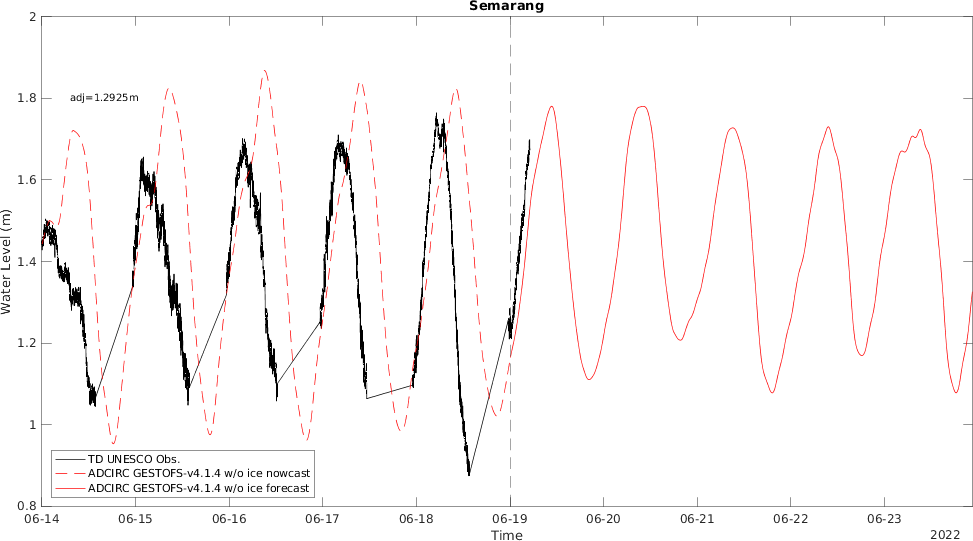 Semarang
2
1.8
1.6
1.4
1.2
1
0.8
Water Level (m)
adj=1.2925m
TD UNESCO Obs.
ADCIRC GESTOFS-v4.1.4 w/o ice nowcast
ADCIRC GESTOFS-v4.1.4 w/o ice forecast
06-14 06-15 06-16 06-17 06-18 06-19 06-20 06-21 06-22 06-23
Time
2022